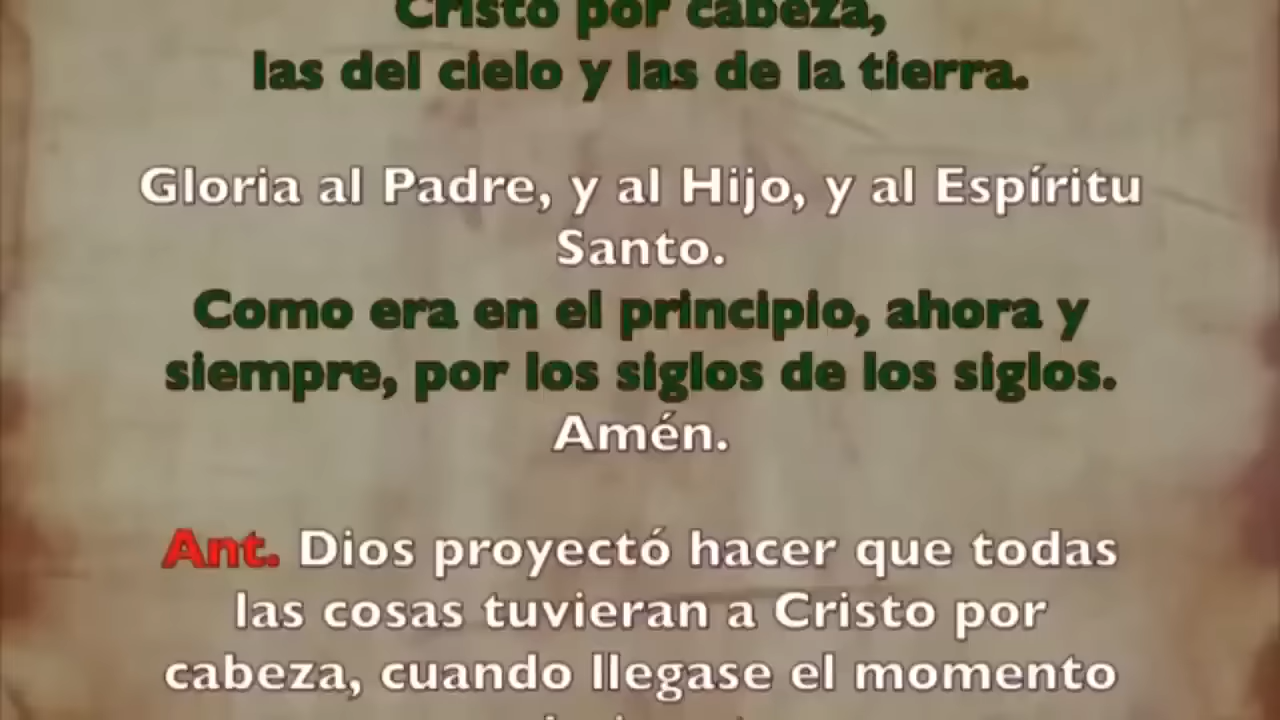 Cristo por cabeza,
las del cielo y las de la tierra.
Gloria al Padre, y al Hijo, y al Espíritu
Santo.
Como era en el principio, ahora y
siempre, por los siglos de los siglos.
Amén.
Ant. Dios proyectó hacer que todas
las cosas tuvieran a Cristo por
cabeza, cuando llegase el momento